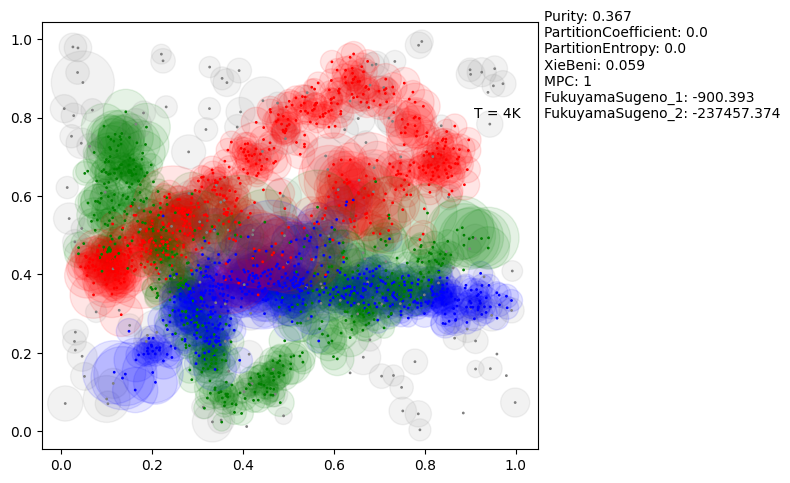 Purity: 0.367
PartitionCoefficient: 0.0
PartitionEntropy: 0.0
XieBeni: 0.059
MPC: 1
FukuyamaSugeno_1: -900.393
FukuyamaSugeno_2: -237457.374
T = 4K
1.0
0.8
0.6
0.4
0.2
0.0
0.0 0.2 0.4 0.6 0.8 1.0